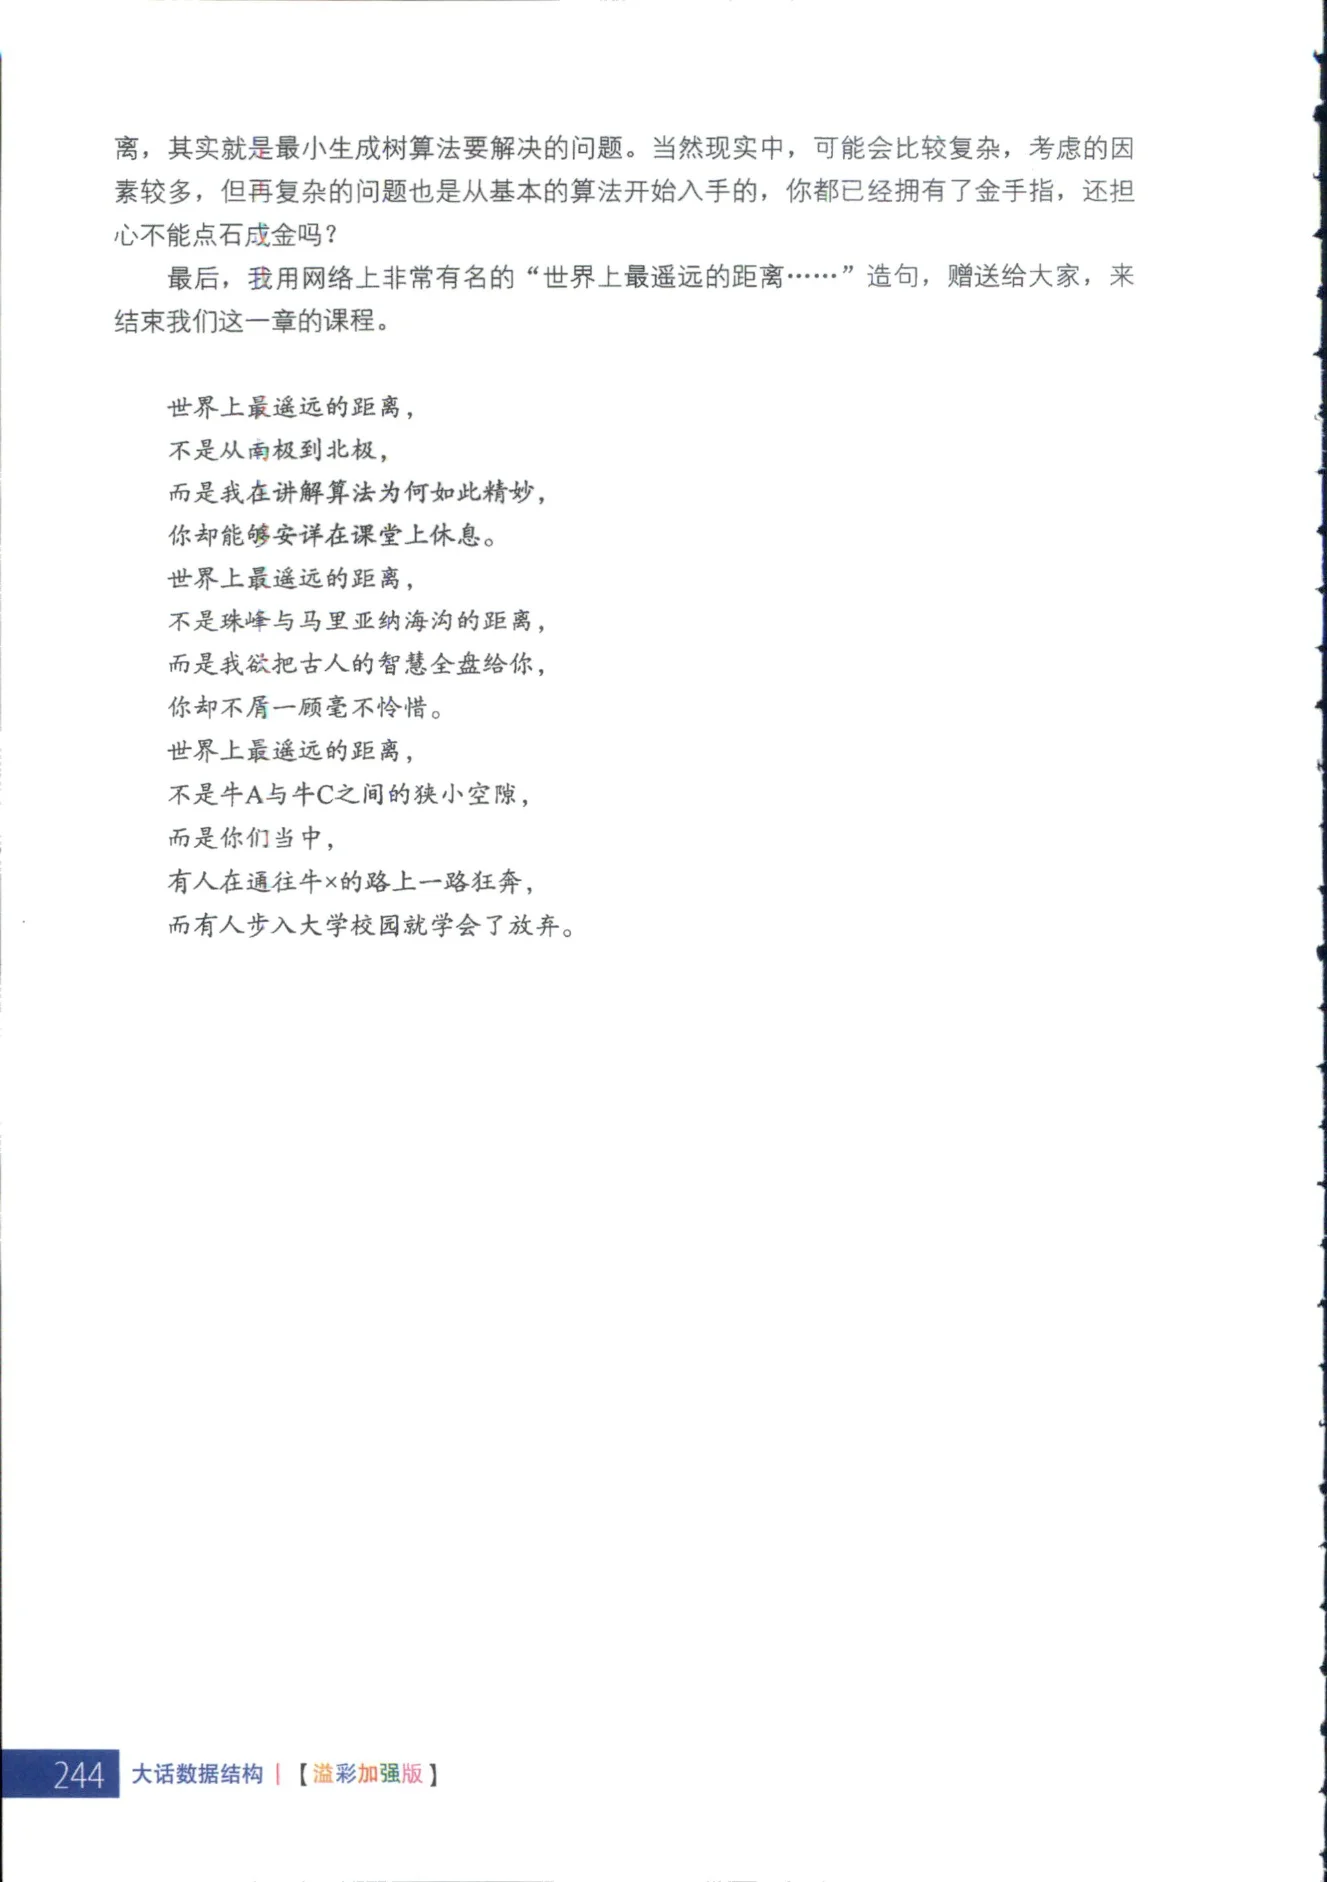 离，其实就是最小生成树算法要解决的问题。当然现实中，可能会比较复杂，考虑的因
素较多，但再复杂的问题也是从基本的算法开始入手的，你都已经拥有了金手指，还担
心不能点石成金吗？
最后，我用网络上非常有名的“世界上最遥远的距离……”造句，赠送给大家，来
结束我们这一章的课程。
世界上最遥远的距离，
不是从南极到北极，
而是我在讲解算法为何如此精妙，
你却能够安详在课堂上休息。
世界上最遥远的距离，
不是珠峰与马里亚纳海沟的距离，
而是我欲把古人的智慧全盘给你，
你却不屑一顾毫不怜惜。
世界上最遥远的距离，
不是牛A与牛C之间的狭小空隙，
而是你们当中，
有人在通往牛×的路上一路狂奔，
而有人步入大学校园就学会了放弃。
244 大话数据结构 |【溢彩加强版】